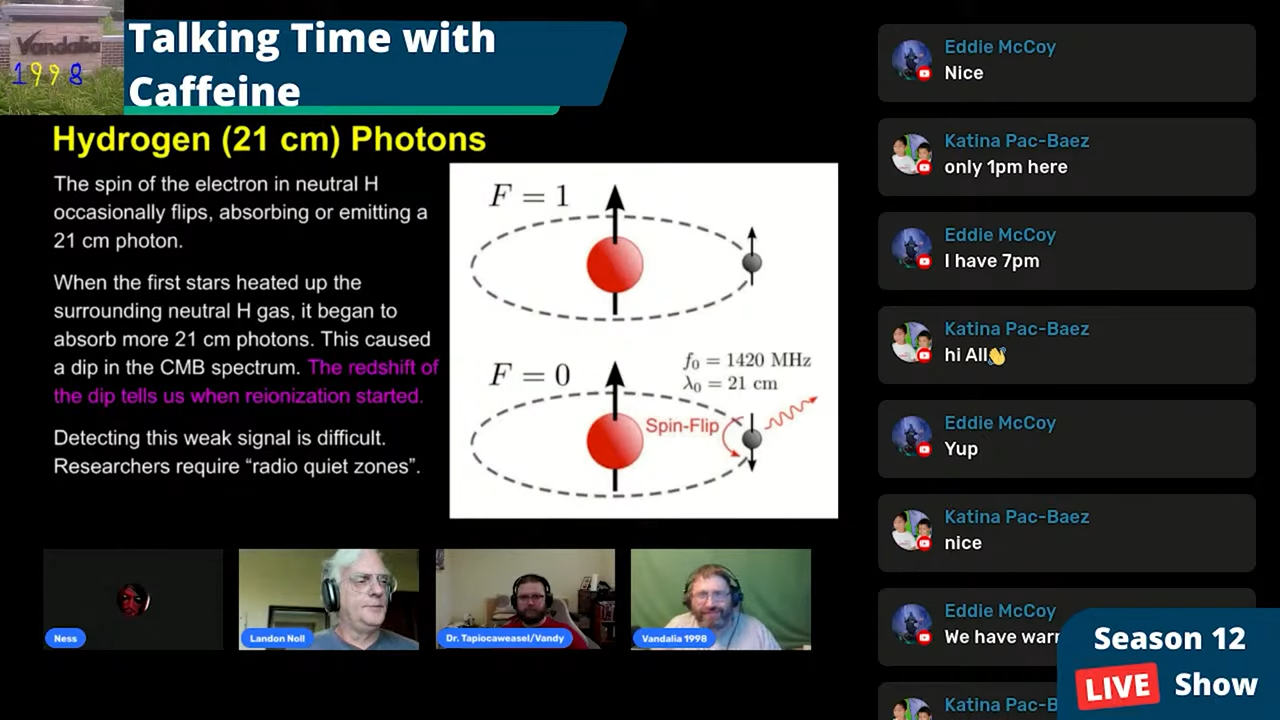 Vandalia
1998
Talking Time with
Caffeine
Hydrogen (21 cm) Photons
The spin of the electron in neutral H
occasionally flips, absorbing or emitting a
21 cm photon.
When the first stars heated up the
surrounding neutral H gas, it began to
absorb more 21 cm photons. This caused
a dip in the CMB spectrum. The redshift of
the dip tells us when reionization started.
Detecting this weak signal is difficult.
Researchers require “radio quiet zones”.
F = 1
F = 0
f₀ = 1420 MHz
λ₀ = 21 cm
Spin-Flip
Ness
Landon Noll
Dr. Tapiocaweasel/Vandy
Vandalia 1998
Eddie McCoy
Nice
Katina Pac-Baez
only 1pm here
Eddie McCoy
I have 7pm
Katina Pac-Baez
hi All👋
Eddie McCoy
Yup
Katina Pac-Baez
nice
Eddie McCoy
We have
Katina
Season 12
LIVE Show